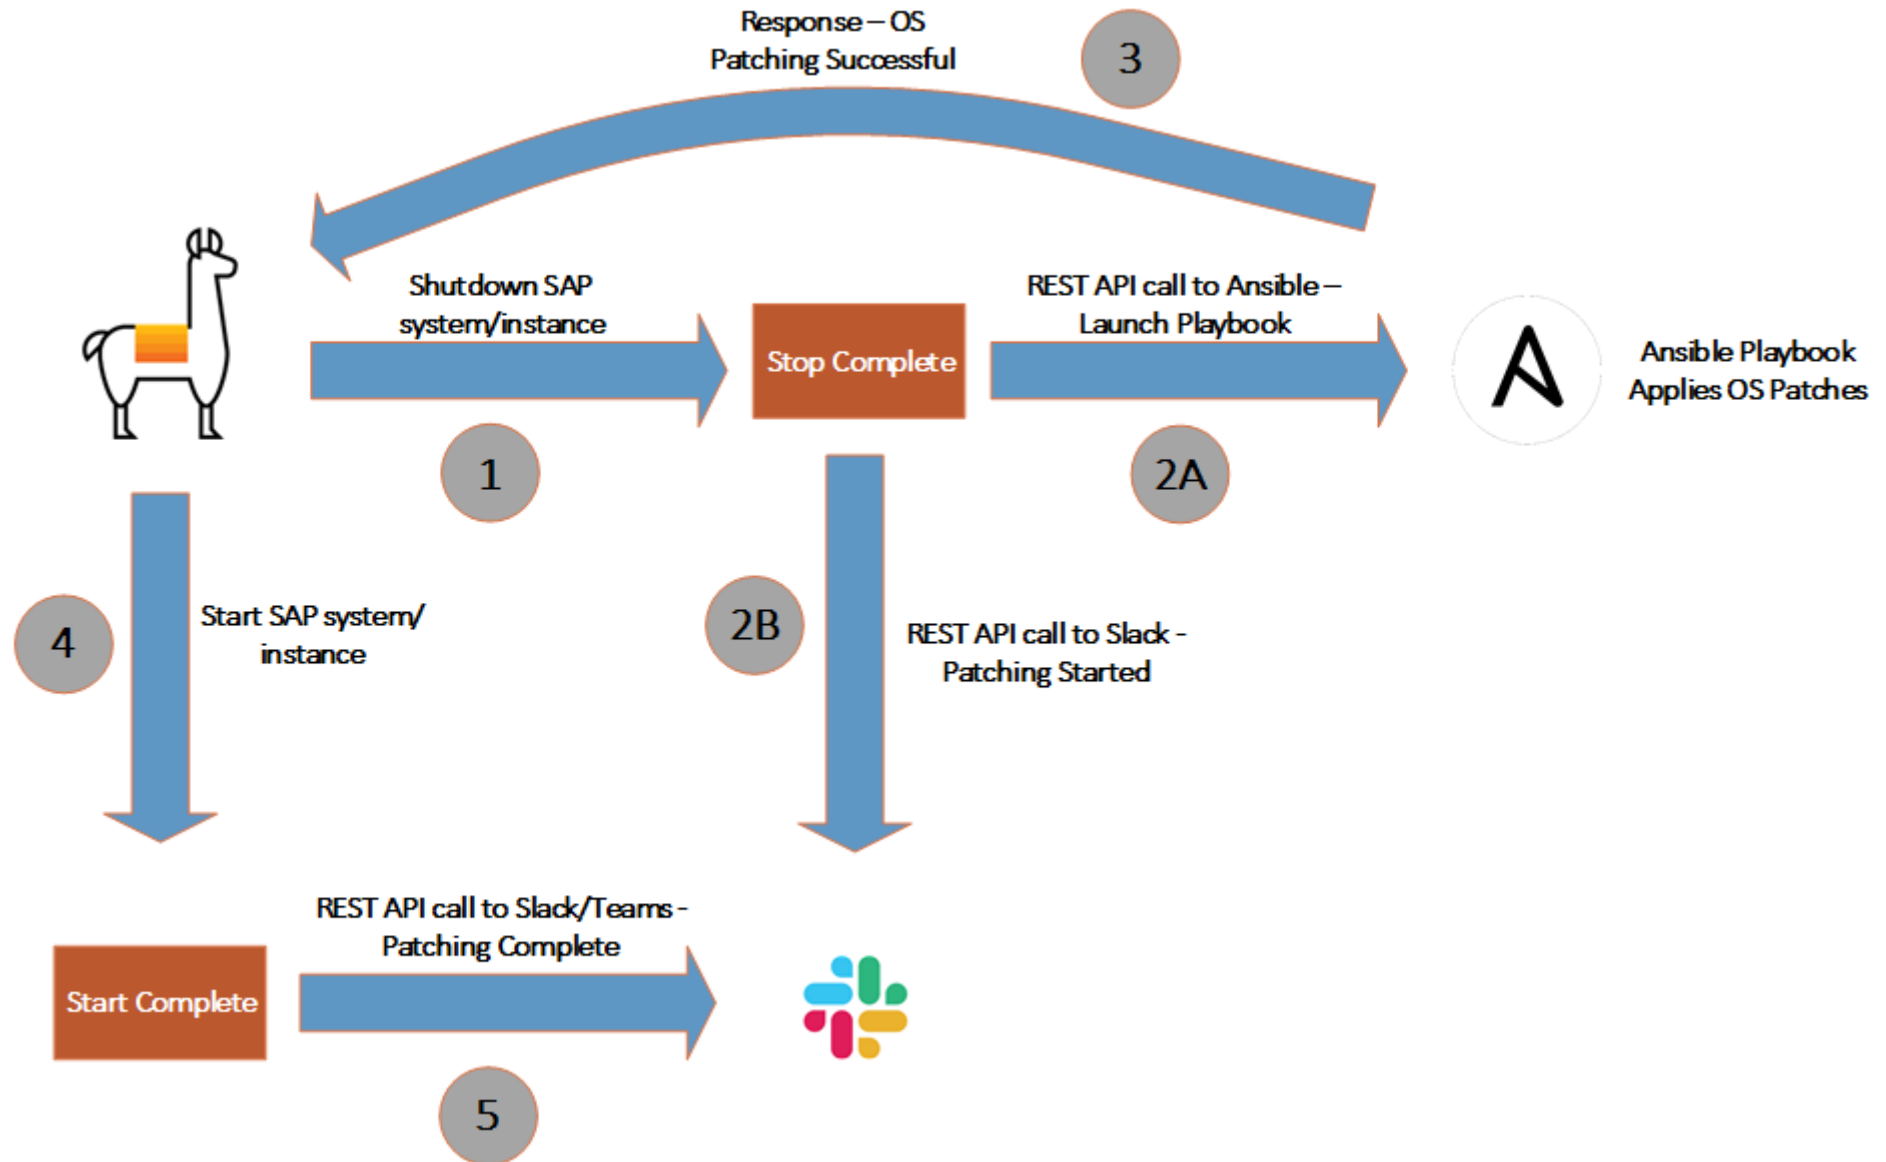 Response – OS
Patching Successful
3
Shutdown SAP
system/instance
1
Stop Complete
REST API call to Ansible –
Launch Playbook
2A
Ansible Playbook
Applies OS Patches
4
Start SAP system/
instance
2B
REST API call to Slack -
Patching Started
Start Complete
REST API call to Slack/Teams -
Patching Complete
5